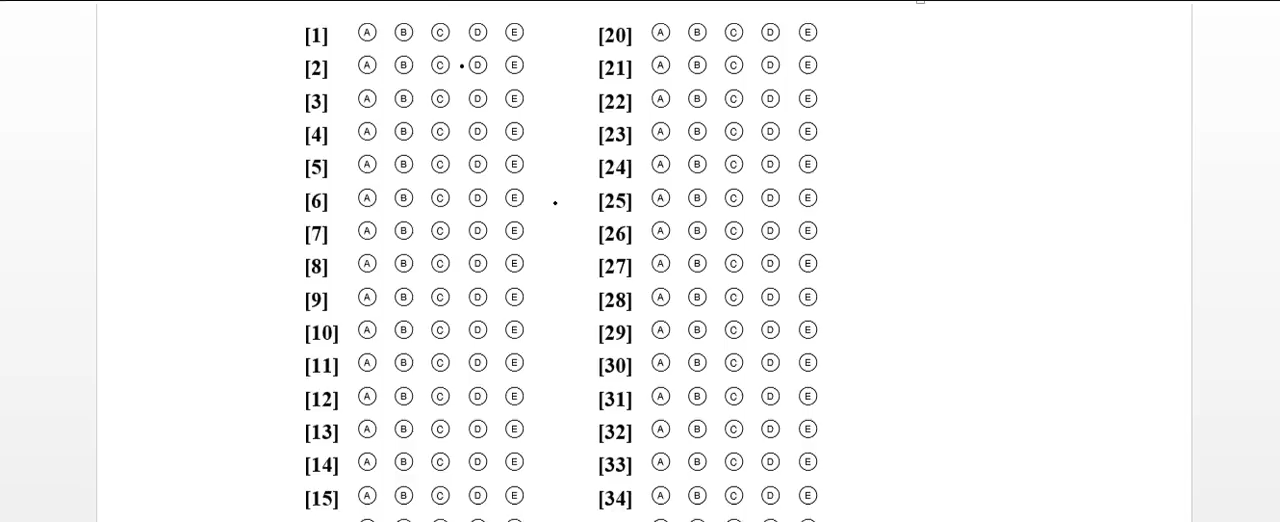 [1] A B C D E [20] A B C D E
[2] A B C D E [21] A B C D E
[3] A B C D E [22] A B C D E
[4] A B C D E [23] A B C D E
[5] A B C D E [24] A B C D E
[6] A B C D E [25] A B C D E
[7] A B C D E [26] A B C D E
[8] A B C D E [27] A B C D E
[9] A B C D E [28] A B C D E
[10] A B C D E [29] A B C D E
[11] A B C D E [30] A B C D E
[12] A B C D E [31] A B C D E
[13] A B C D E [32] A B C D E
[14] A B C D E [33] A B C D E
[15] A B C D E [34] A B C D E